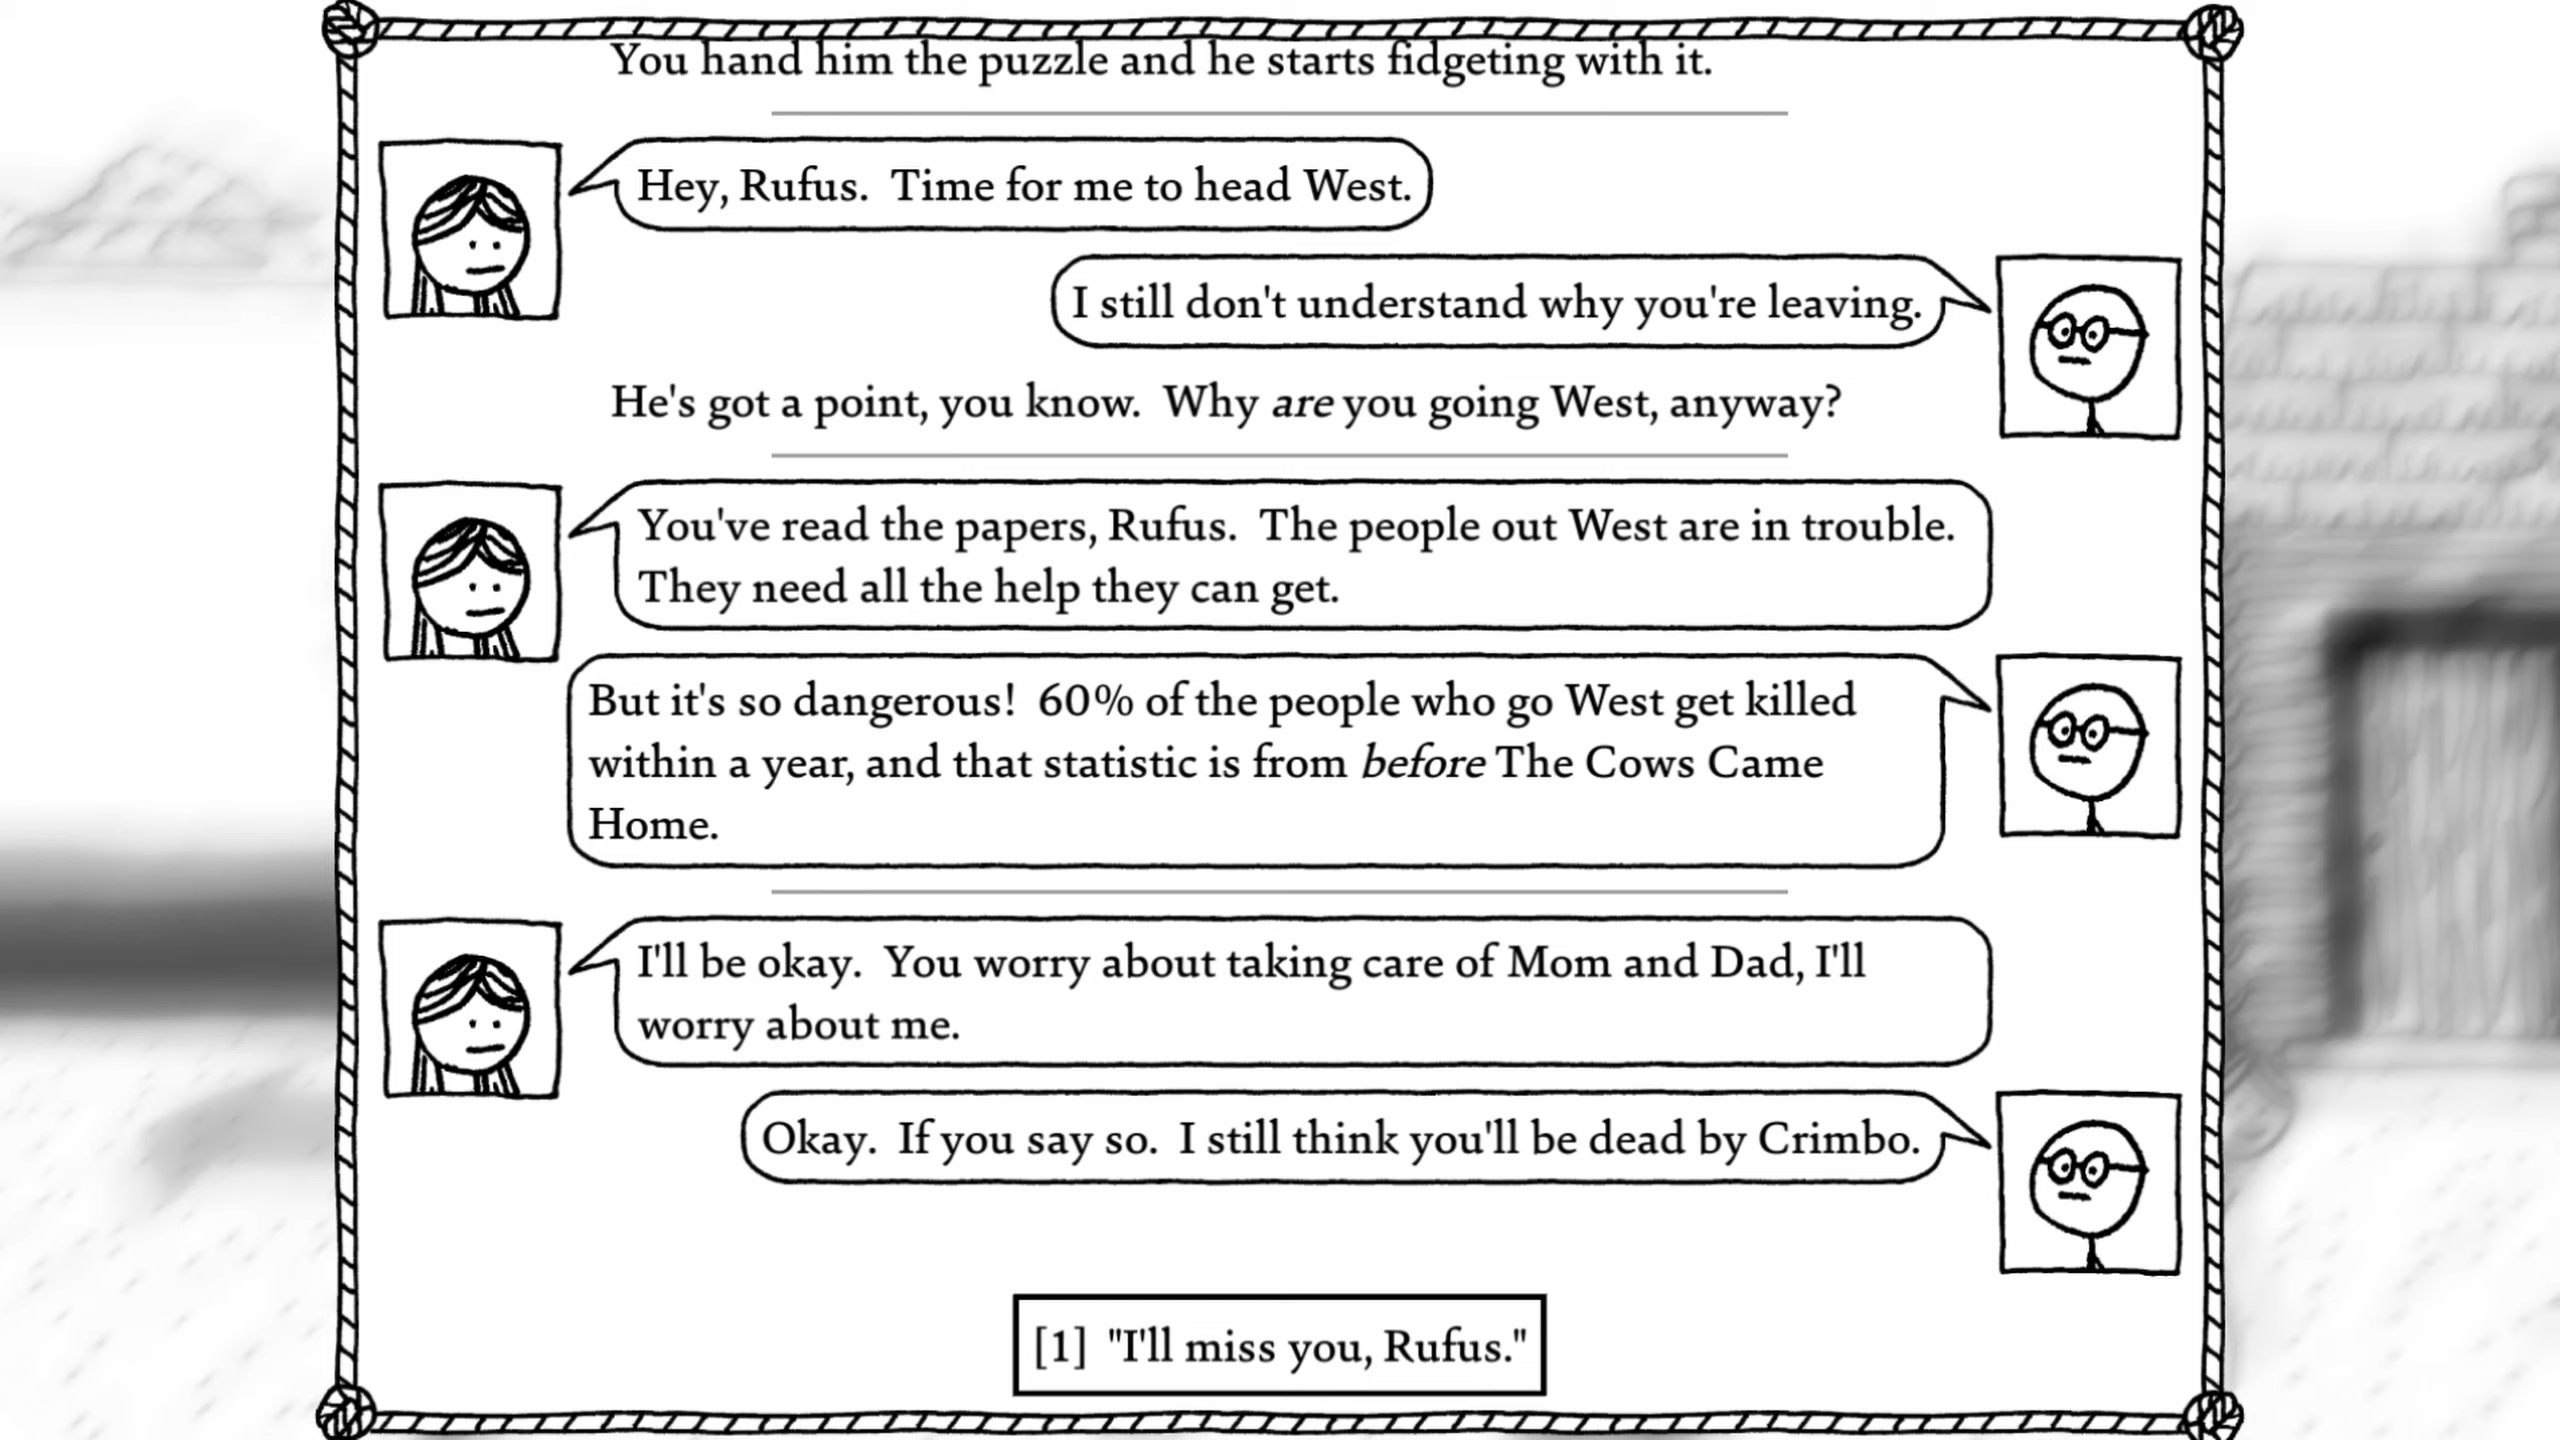 You hand him the puzzle and he starts fidgeting with it.
Hey, Rufus.  Time for me to head West.
I still don't understand why you're leaving.
He's got a point, you know.  Why are you going West, anyway?
You've read the papers, Rufus.  The people out West are in trouble.
They need all the help they can get.
But it's so dangerous!  60% of the people who go West get killed
within a year, and that statistic is from before The Cows Came
Home.
I'll be okay.  You worry about taking care of Mom and Dad, I'll
worry about me.
Okay.  If you say so.  I still think you'll be dead by Crimbo.
[1]  "I'll miss you, Rufus."